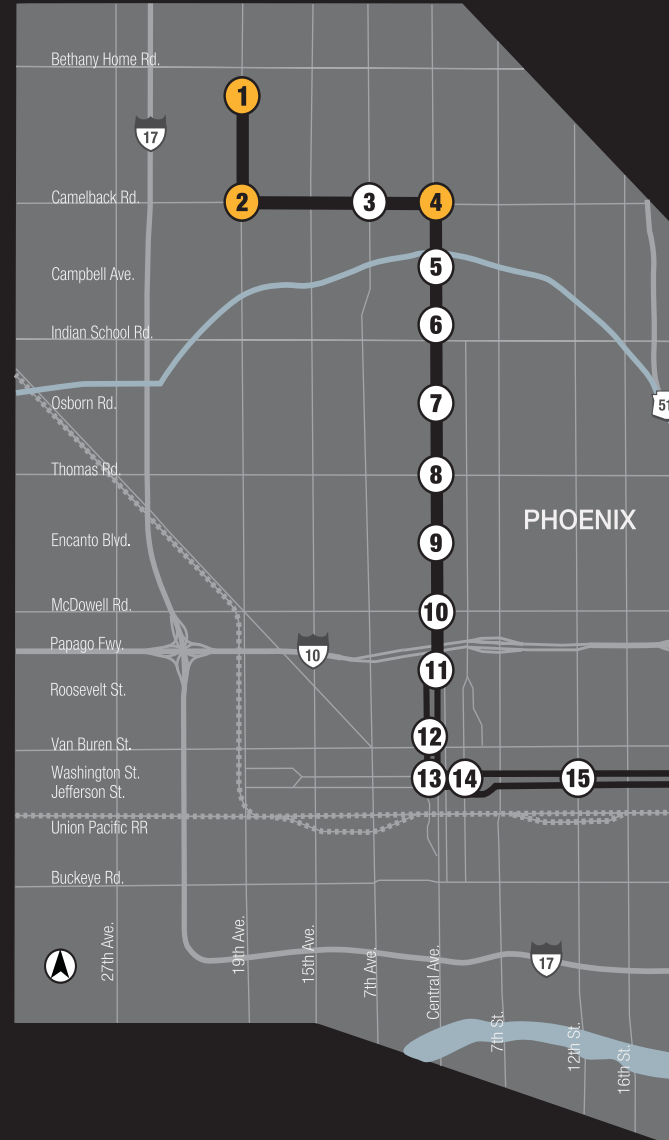 Bethany Home Rd.
1
17
Camelback Rd.
2
3
4
Campbell Ave.
5
Indian School Rd.
6
Osborn Rd.
7
51
Thomas Rd.
8
PHOENIX
Encanto Blvd.
9
McDowell Rd.
10
Papago Fwy.
10
11
Roosevelt St.
Van Buren St.
12
Washington St.
13
14
15
Jefferson St.
Union Pacific RR
Buckeye Rd.
27th Ave.
19th Ave.
15th Ave.
7th Ave.
Central Ave.
17
7th St.
12th St.
16th St.